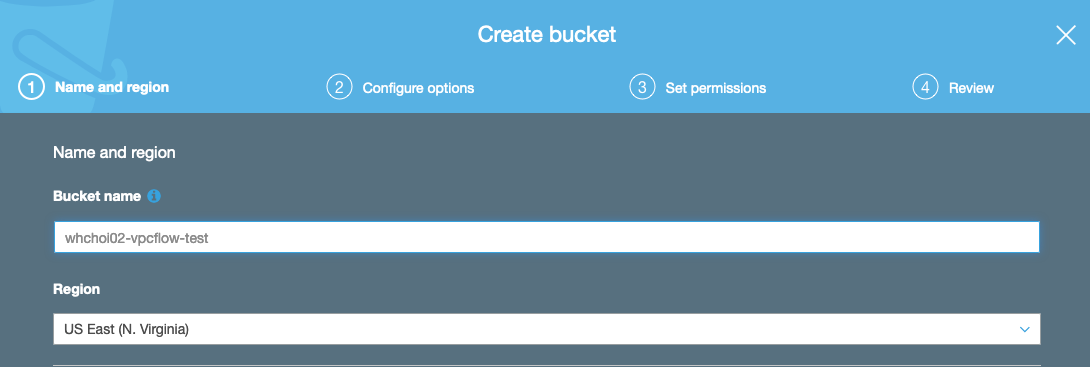 Create bucket
1 Name and region 2 Configure options 3 Set permissions 4 Review
Name and region
Bucket name
whchoi02-vpcflow-test
Region
US East (N. Virginia)